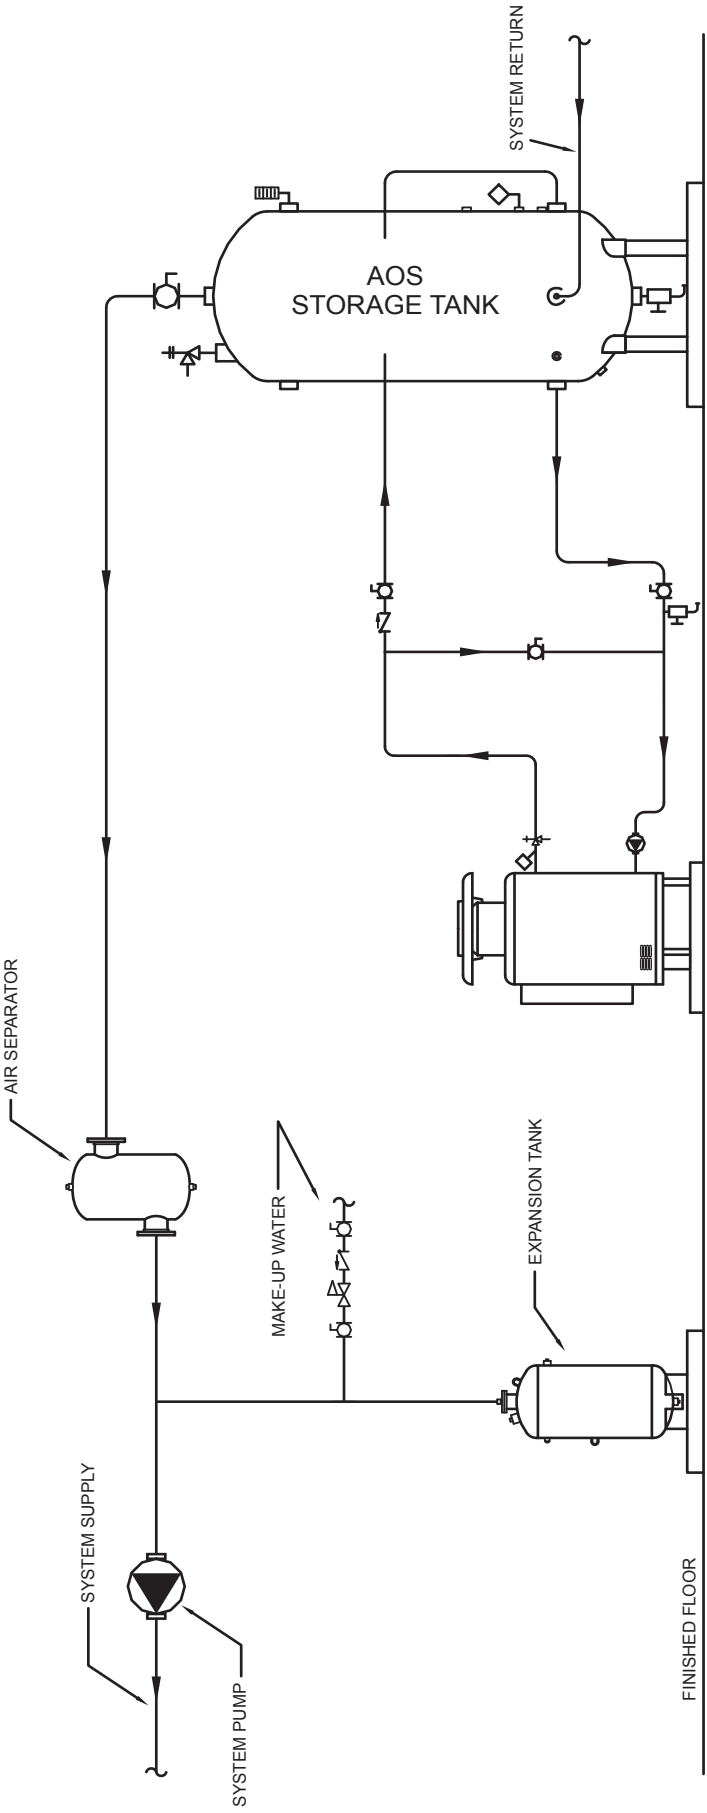 SYSTEM RETURN
AOS
STORAGE TANK
AIR SEPARATOR
MAKE-UP WATER
EXPANSION TANK
SYSTEM SUPPLY
SYSTEM PUMP
FINISHED FLOOR